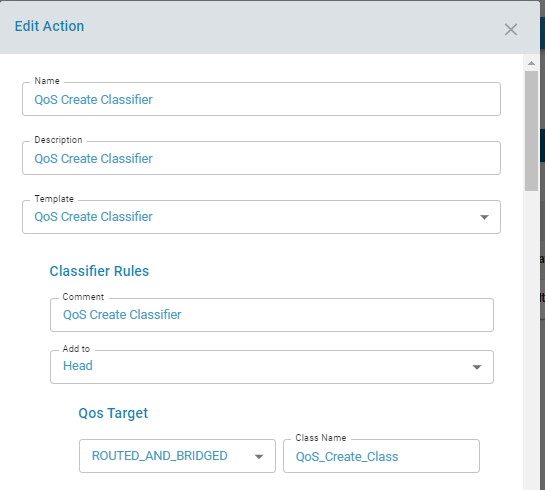 Edit Action
Name
QoS Create Classifier
Description
QoS Create Classifier
Template
QoS Create Classifier
Classifier Rules
Comment
QoS Create Classifier
Add to
Head
Qos Target
ROUTED_AND_BRIDGED
Class Name
QoS_Create_Class